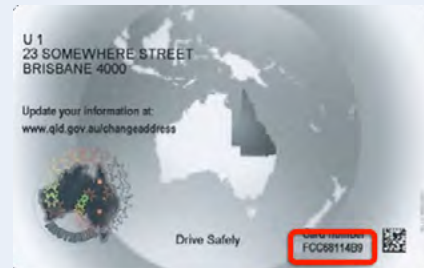 U 1
23 SOMEWHERE STREET
BRISBANE 4000
Update your information at:
www.qld.gov.au/changeaddress
Drive Safely
Card number
FCC68114B9